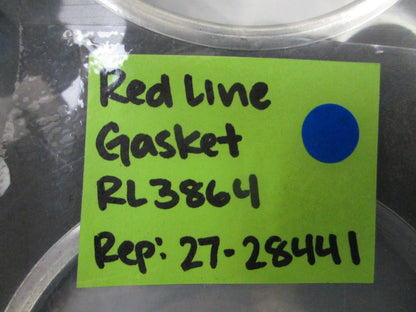 Red Line
Gasket
RL3864
Rep: 27-28441